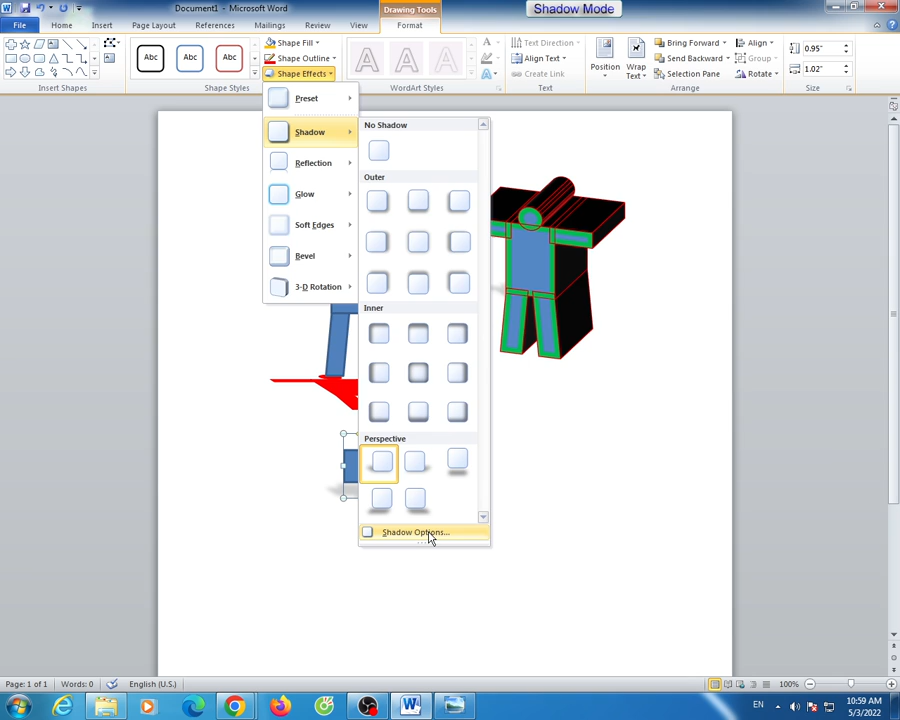 Document1 - Microsoft Word
Drawing Tools
Shadow Mode
File Home Insert Page Layout References Mailings Review View Format
Abc Abc Abc
Shape Fill
Shape Outline
Shape Effects
A A A
A
A
Text Direction
Align Text
Create Link
Position
Wrap Text
Bring Forward
Send Backward
Selection Pane
Align
Group
Rotate
0.95"
1.02"
Insert Shapes Shape Styles WordArt Styles Text Arrange Size
Preset
Shadow
Reflection
Glow
Soft Edges
Bevel
3-D Rotation
No Shadow
Outer
Inner
Perspective
Shadow Options...
Page: 1 of 1 Words: 0 English (U.S.) 100%
EN
10:59 AM
5/3/2022